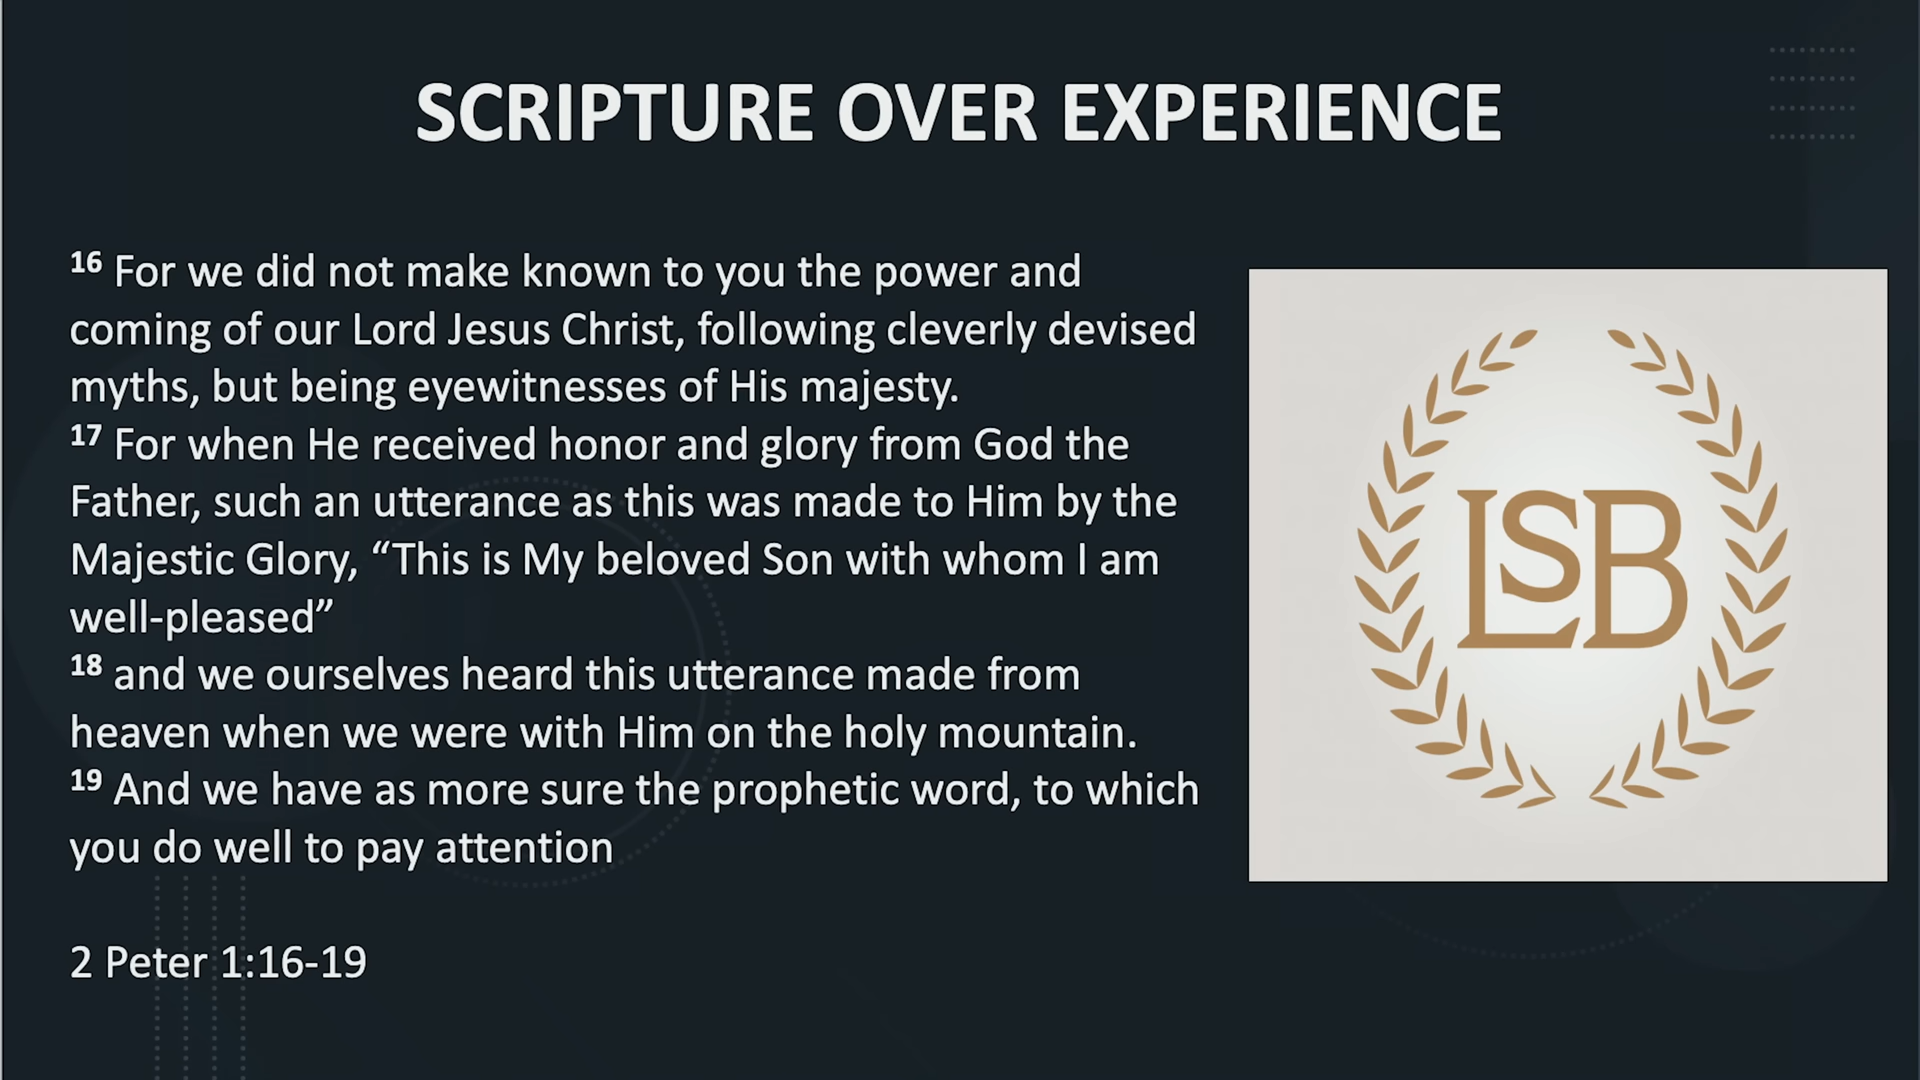 SCRIPTURE OVER EXPERIENCE
16 For we did not make known to you the power and
coming of our Lord Jesus Christ, following cleverly devised
myths, but being eyewitnesses of His majesty.
17 For when He received honor and glory from God the
Father, such an utterance as this was made to Him by the
Majestic Glory, “This is My beloved Son with whom I am
well-pleased”
18 and we ourselves heard this utterance made from
heaven when we were with Him on the holy mountain.
19 And we have as more sure the prophetic word, to which
you do well to pay attention
2 Peter 1:16-19
LSB